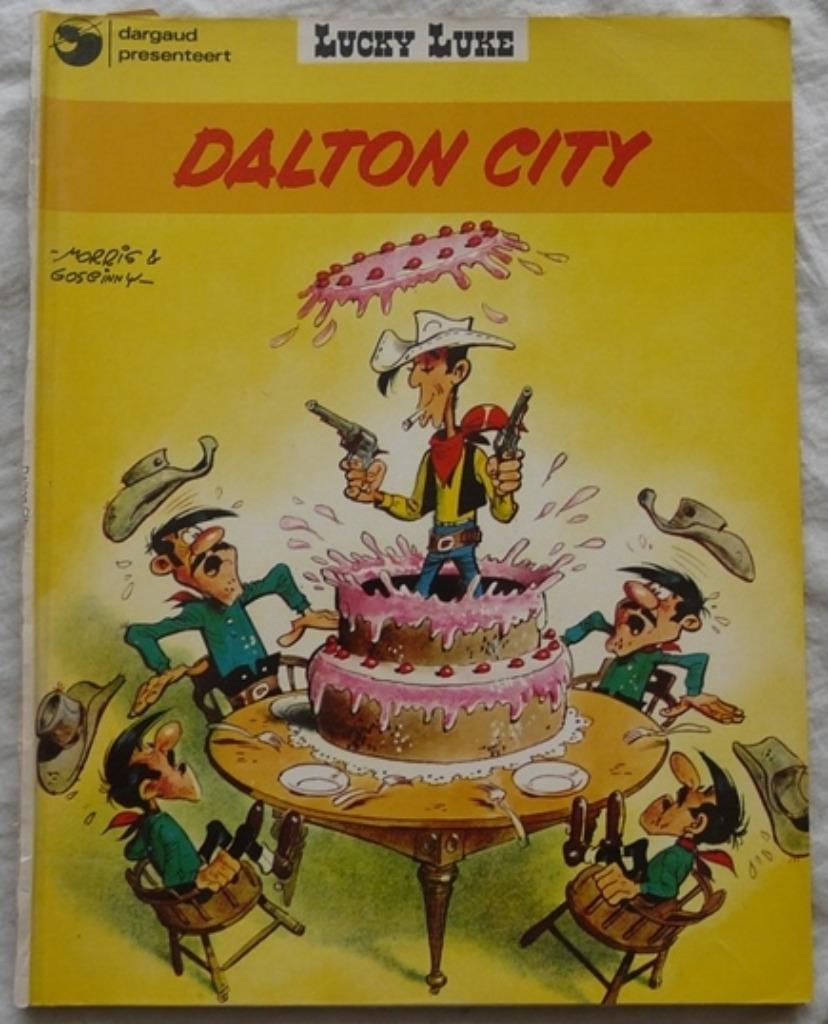 dargaud
presenteert
LUCKY LUKE
DALTON CITY
-MORRIS &
GOSCINNY-